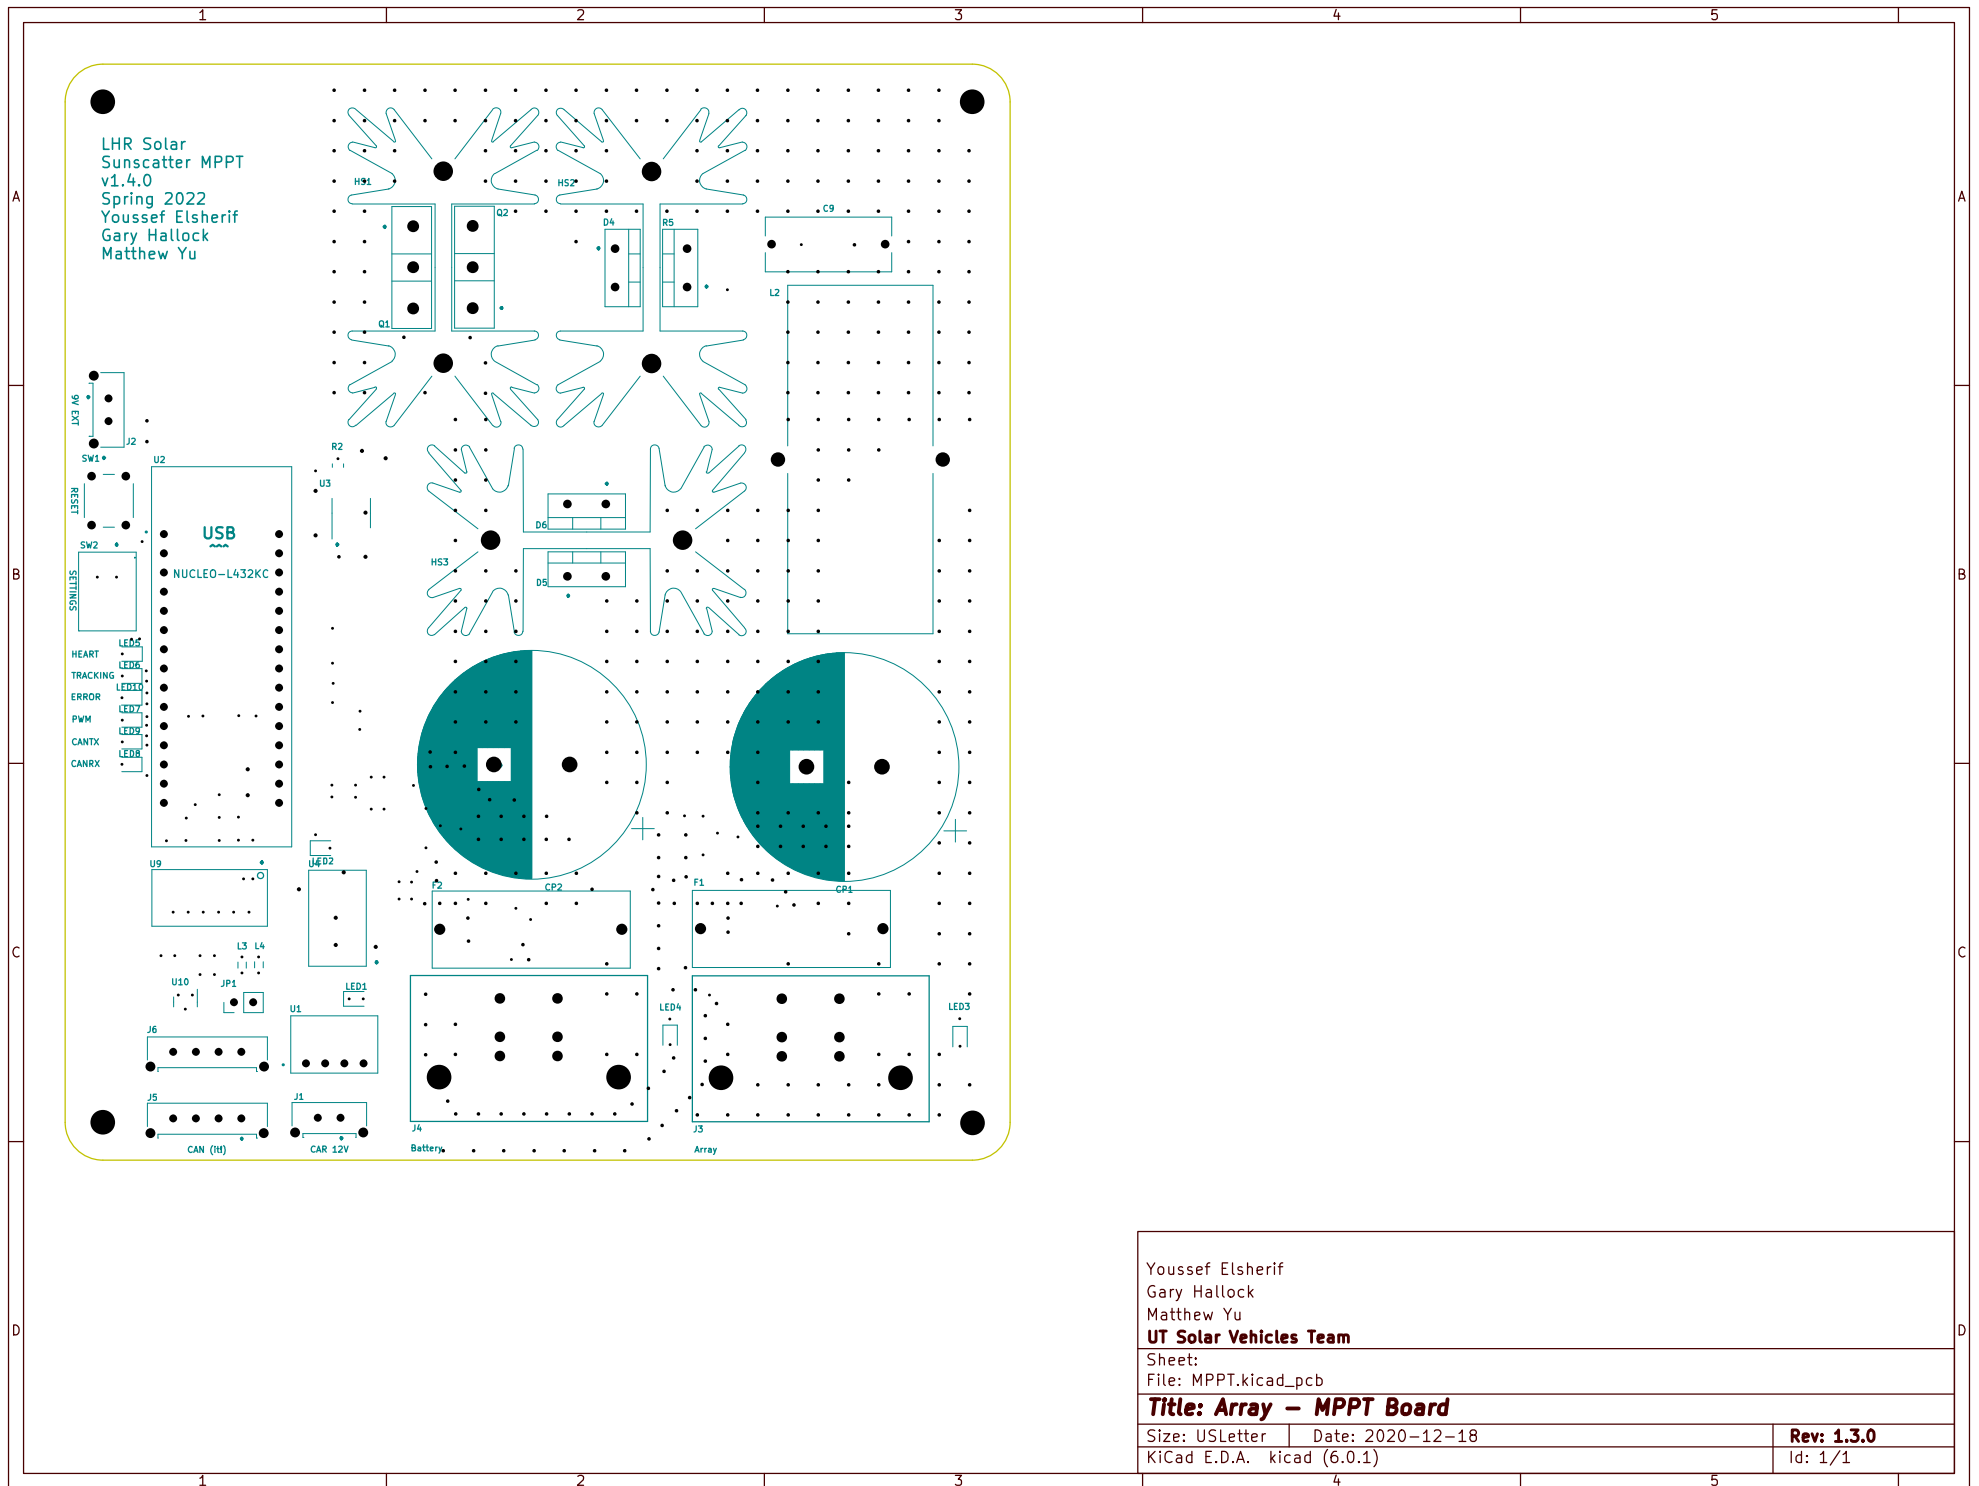 1 2 3 4 5
A A
B B
C C
D D
LHR Solar
Sunscatter MPPT
v1.4.0
Spring 2022
Youssef Elsherif
Gary Hallock
Matthew Yu
HS1
HS2
Q2
Q1
D4
R5
C9
L2
9V EXT
J2
SW1
RESET
U2
R2
U3
USB
NUCLEO-L432KC
SW2
SETTINGS
D6
HS3
D5
LED5
HEART
LED6
TRACKING
LED10
ERROR
LED7
PWM
LED9
CANTX
LED8
CANRX
LED2
U9
U4
F2
CP2
F1
CP1
L3
L4
U10
JP1
LED1
U1
LED4
LED3
J6
J5
J1
CAN (itf)
CAR 12V
J4
Battery
J3
Array
Youssef Elsherif
Gary Hallock
Matthew Yu
UT Solar Vehicles Team
Sheet:
File: MPPT.kicad_pcb
Title: Array - MPPT Board
Size: USLetter Date: 2020-12-18 Rev: 1.3.0
KiCad E.D.A. kicad (6.0.1) Id: 1/1
1 2 3 4 5